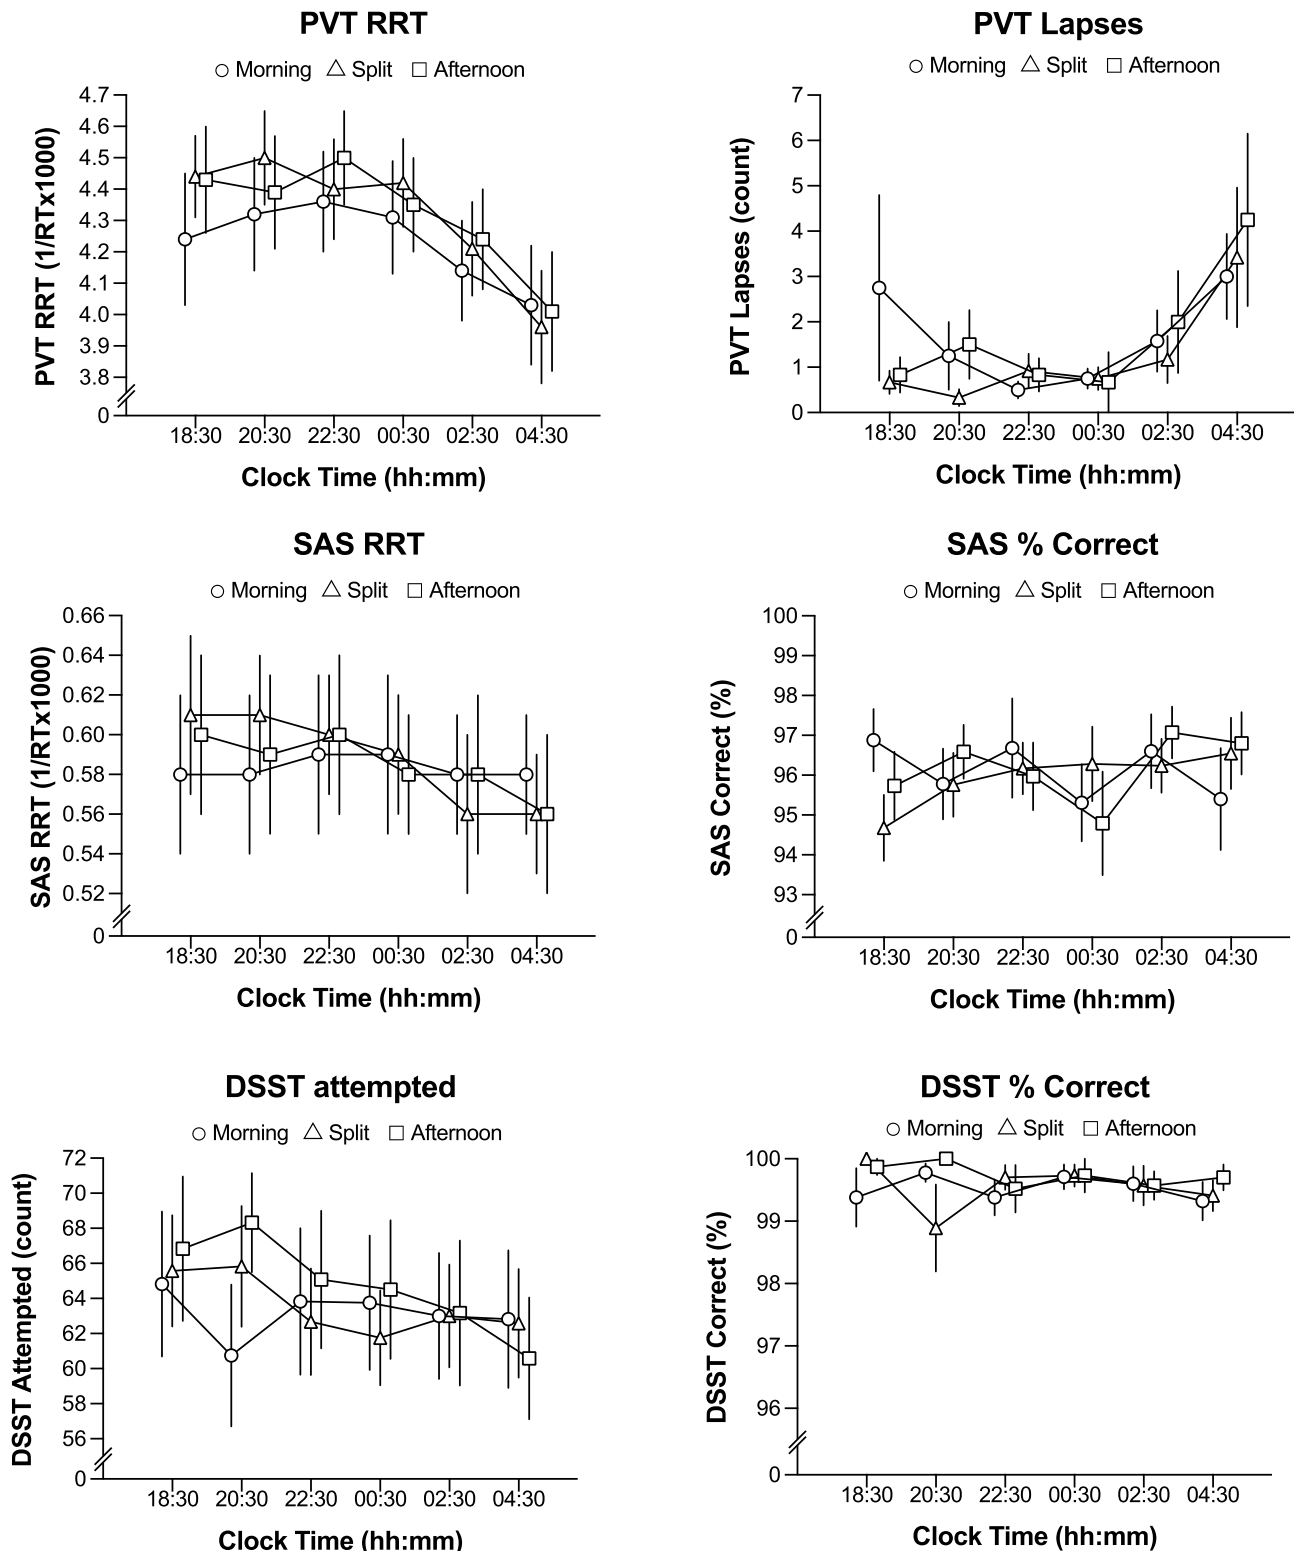 PVT RRT
Morning Split Afternoon
PVT RRT (1/RTx1000)
4.7
4.6
4.5
4.4
4.3
4.2
4.1
4.0
3.9
3.8
0
18:30 20:30 22:30 00:30 02:30 04:30
Clock Time (hh:mm)
PVT Lapses
Morning Split Afternoon
PVT Lapses (count)
7
6
5
4
3
2
1
0
18:30 20:30 22:30 00:30 02:30 04:30
Clock Time (hh:mm)
SAS RRT
Morning Split Afternoon
SAS RRT (1/RTx1000)
0.66
0.64
0.62
0.60
0.58
0.56
0.54
0.52
0
18:30 20:30 22:30 00:30 02:30 04:30
Clock Time (hh:mm)
SAS % Correct
Morning Split Afternoon
SAS Correct (%)
100
99
98
97
96
95
94
93
0
18:30 20:30 22:30 00:30 02:30 04:30
Clock Time (hh:mm)
DSST attempted
Morning Split Afternoon
DSST Attempted (count)
72
70
68
66
64
62
60
58
56
0
18:30 20:30 22:30 00:30 02:30 04:30
Clock Time (hh:mm)
DSST % Correct
Morning Split Afternoon
DSST Correct (%)
100
99
98
97
96
0
18:30 20:30 22:30 00:30 02:30 04:30
Clock Time (hh:mm)